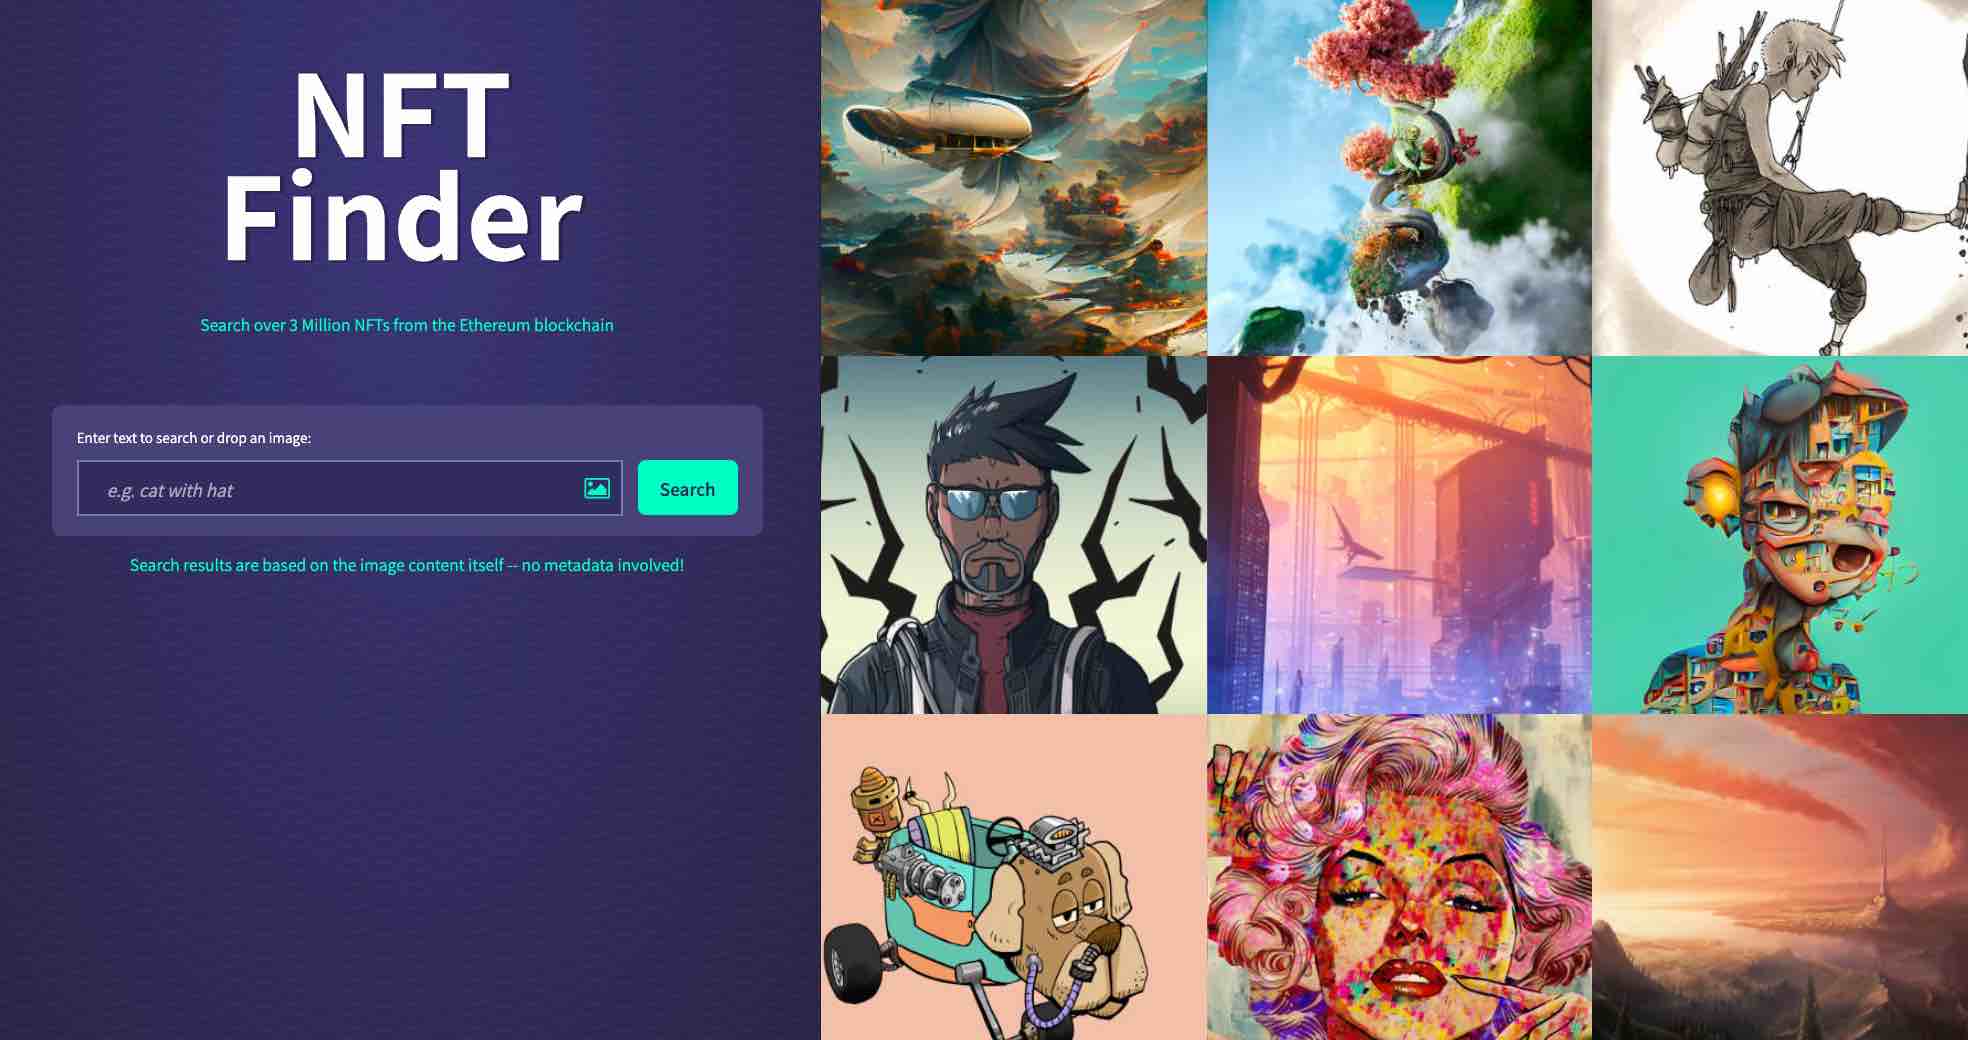 NFT
Finder
Search over 3 Million NFTs from the Ethereum blockchain
Enter text to search or drop an image:
e.g. cat with hat
Search
Search results are based on the image content itself -- no metadata involved!